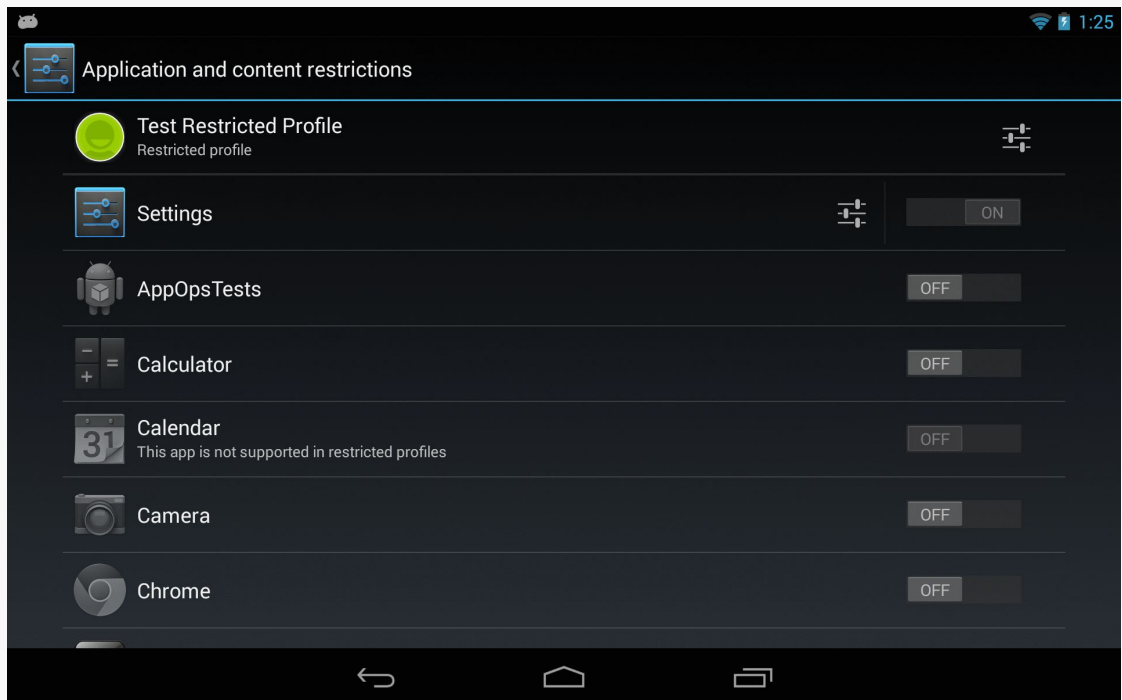 1:25
Application and content restrictions
Test Restricted Profile
Restricted profile
Settings
ON
AppOpsTests
OFF
Calculator
OFF
31
Calendar
This app is not supported in restricted profiles
OFF
Camera
OFF
Chrome
OFF